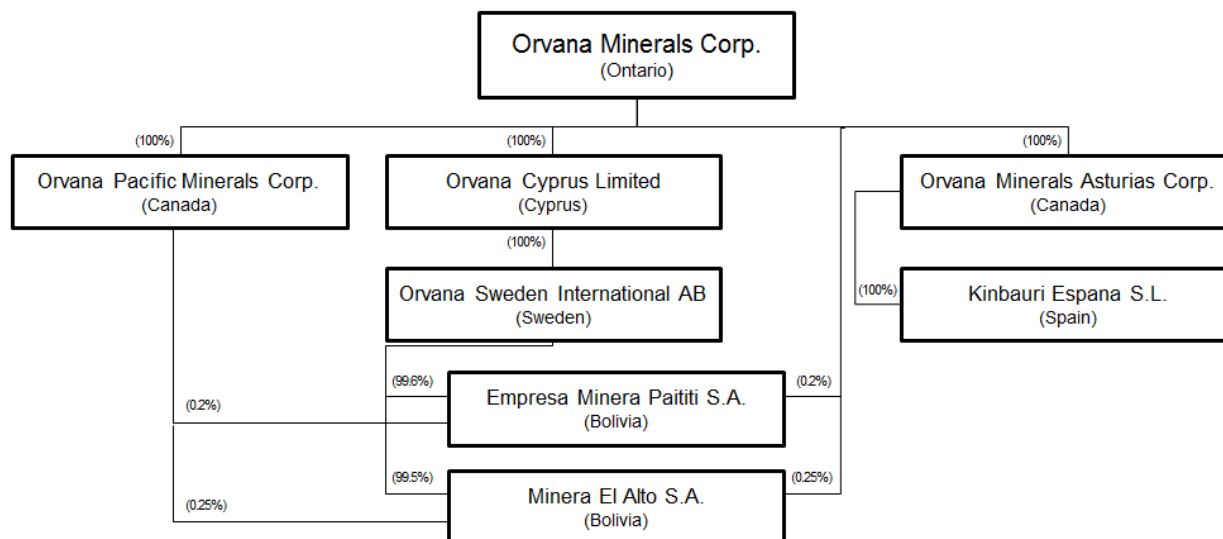 Orvana Minerals Corp.
(Ontario)
(100%)
(100%)
(100%)
Orvana Pacific Minerals Corp.
(Canada)
Orvana Cyprus Limited
(Cyprus)
Orvana Minerals Asturias Corp.
(Canada)
(100%)
Orvana Sweden International AB
(Sweden)
(100%)
Kinbauri Espana S.L.
(Spain)
(99.6%)
(0.2%)
(0.2%)
Empresa Minera Paititi S.A.
(Bolivia)
(99.5%)
(0.25%)
(0.25%)
Minera El Alto S.A.
(Bolivia)